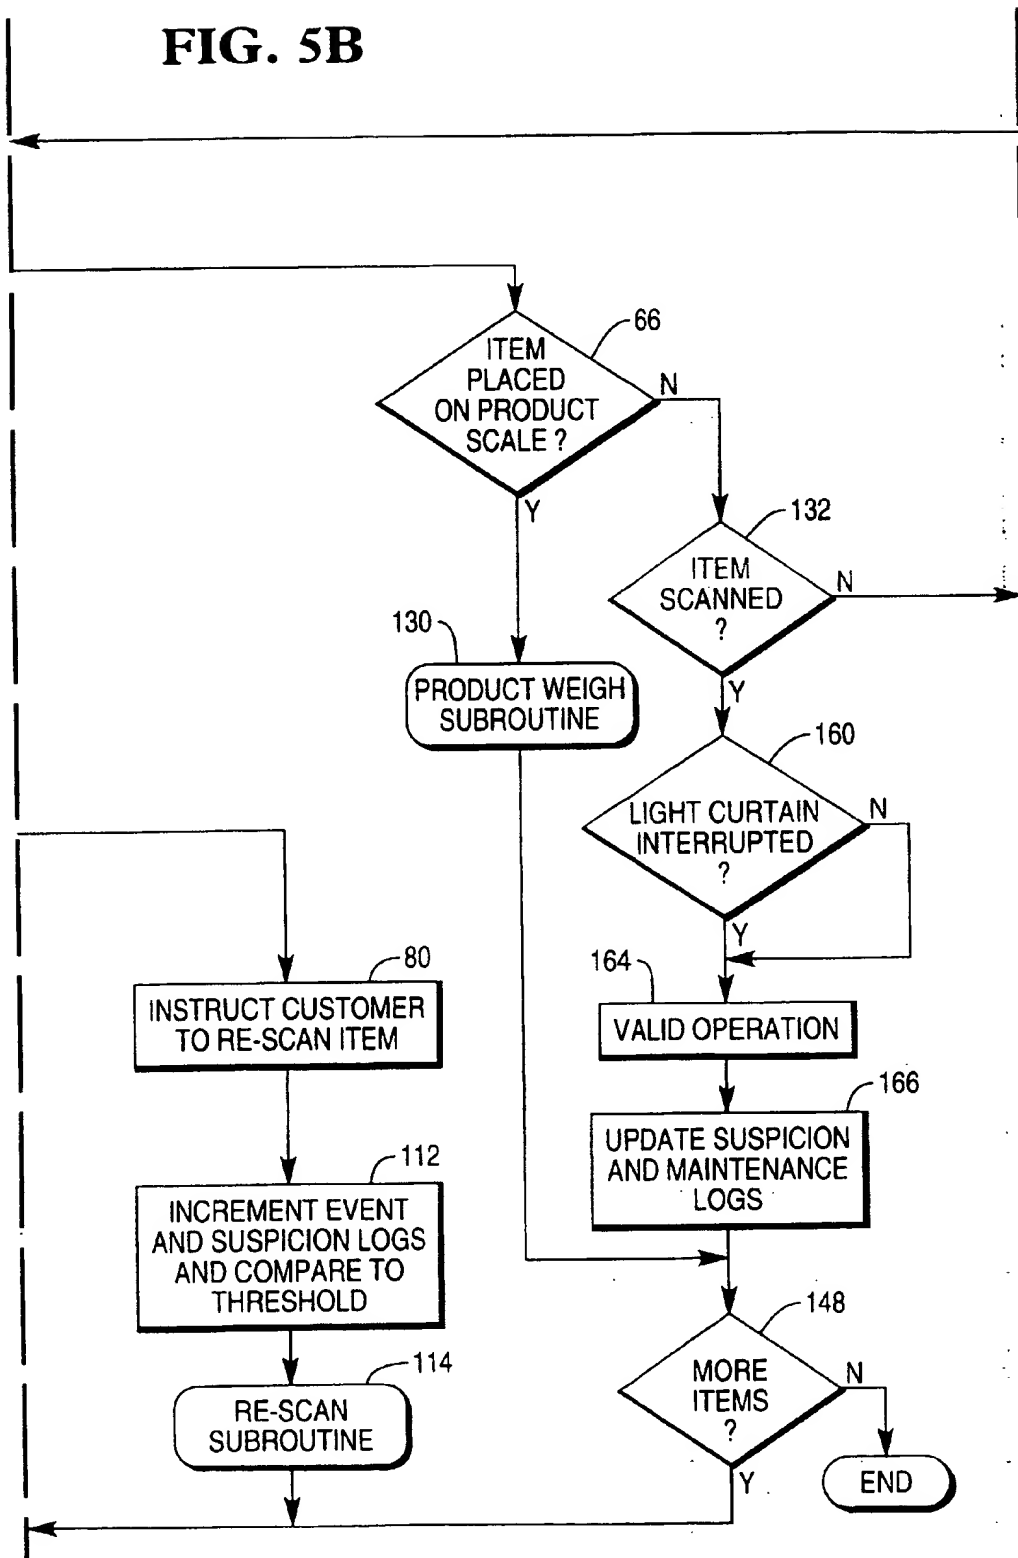 FIG. 5B
66
ITEM
PLACED
ON PRODUCT
SCALE ?
N
Y
132
ITEM
SCANNED
?
N
Y
130
PRODUCT WEIGH
SUBROUTINE
160
LIGHT CURTAIN
INTERRUPTED
?
N
Y
80
INSTRUCT CUSTOMER
TO RE-SCAN ITEM
164
VALID OPERATION
166
UPDATE SUSPICION
AND MAINTENANCE
LOGS
112
INCREMENT EVENT
AND SUSPICION LOGS
AND COMPARE TO
THRESHOLD
148
MORE
ITEMS
?
N
Y
114
RE-SCAN
SUBROUTINE
END